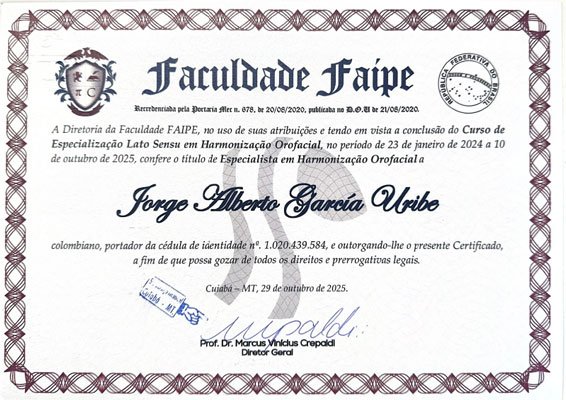 Faculdade Faipe
REPÚBLICA FEDERATIVA DO BRASIL
Recredenciada pela Portaria Mec n. 678, de 20/08/2020, publicada no D.O.U de 21/08/2020.
A Diretoria da Faculdade FAIPE, no uso de suas atribuições e tendo em vista a conclusão do Curso de
Especialização Lato Sensu em Harmonização Orofacial, no período de 23 de janeiro de 2024 a 10
de outubro de 2025, confere o título de Especialista em Harmonização Orofacial a
Jorge Alberto García Uribe
colombiano, portador da cédula de identidade nº. 1.020.439.584, e outorgando-lhe o presente Certificado,
a fim de que possa gozar de todos os direitos e prerrogativas legais.
Cuiabá – MT, 29 de outubro de 2025.
Cuiabá - MT
Prof. Dr. Marcus Vinicius Crepaldi
Diretor Geral